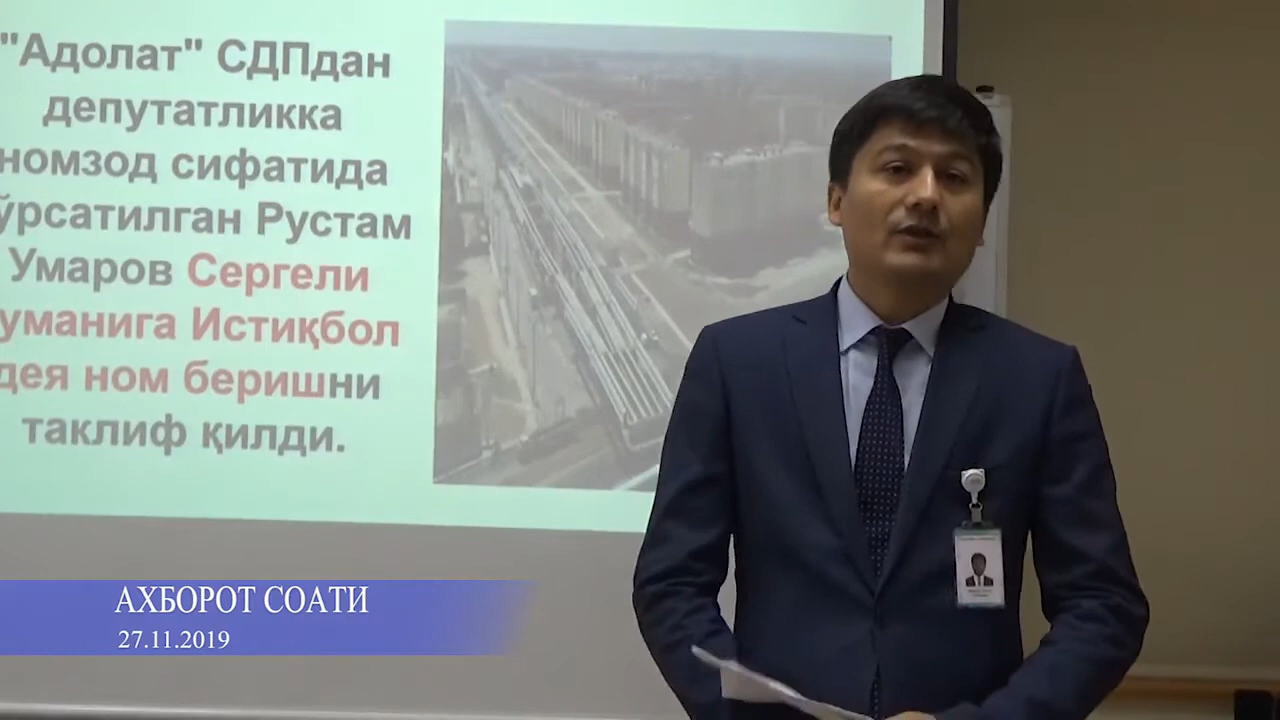 "Адолат" СДПдан
депутатликка
номзод сифатида
ўрсатилган Рустам
Умаров Сергели
уманига Истиқбол
дея ном беришни
таклиф қилди.
АХБОРОТ СОАТИ
27.11.2019